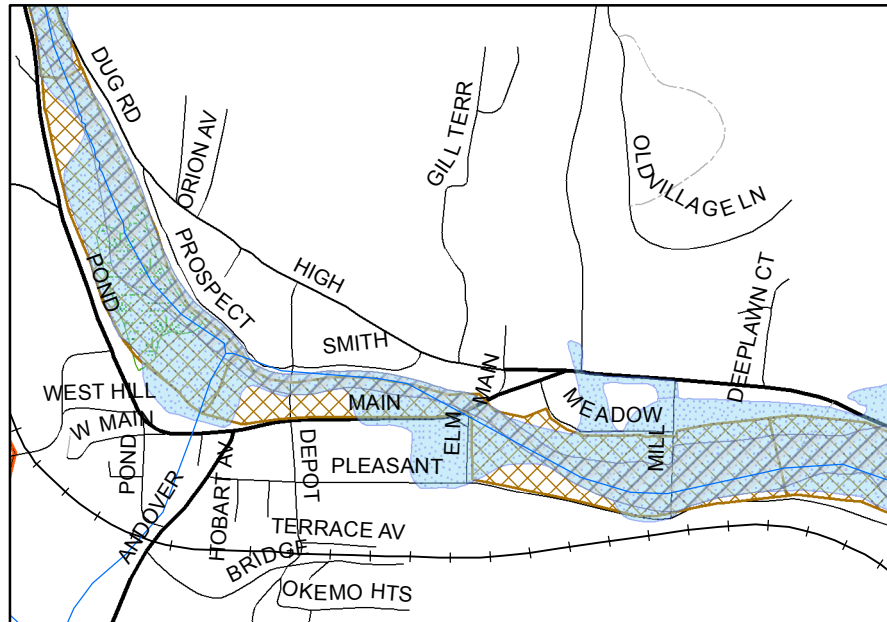 DUG RD
ORION AV
GILL TERR
OLD VILLAGE LN
PROSPECT
HIGH
POND
DEEPLAWN CT
SMITH
MAIN
WEST HILL
MAIN
MEADOW
W MAIN
ELM
MILL
POND
DEPOT
PLEASANT
ANDOVER
HOBART AV
TERRACE AV
BRIDGE
OKEMO HTS